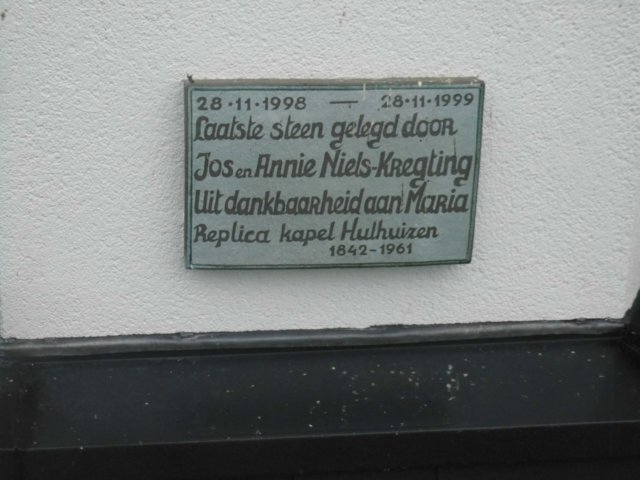 28·11·1998 — 28·11·1999
Laatste steen gelegd door
Jos en Annie Niels-Kregting
Uit dankbaarheid aan Maria
Replica kapel Hulhuizen
1842-1961